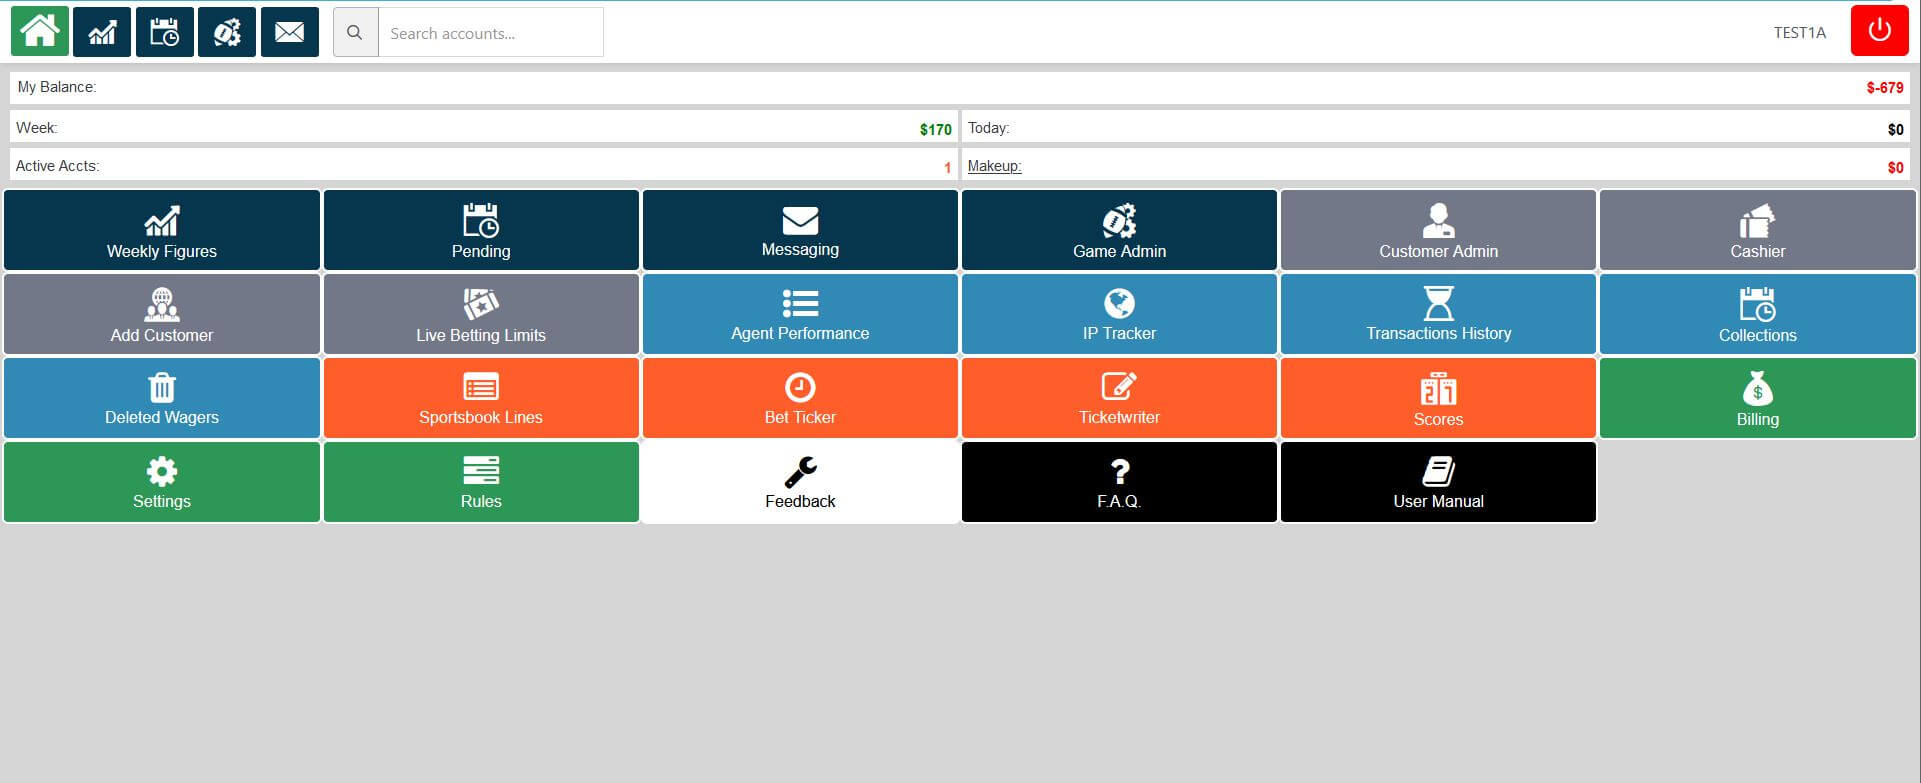 Search accounts...
TEST1A
My Balance:
$-679
Week:
$170
Today:
$0
Active Accts:
1
Makeup:
$0
Weekly Figures
Pending
Messaging
Game Admin
Customer Admin
Cashier
Add Customer
Live Betting Limits
Agent Performance
IP Tracker
Transactions History
Collections
Deleted Wagers
Sportsbook Lines
Bet Ticker
Ticketwriter
Scores
Billing
Settings
Rules
Feedback
F.A.Q.
User Manual